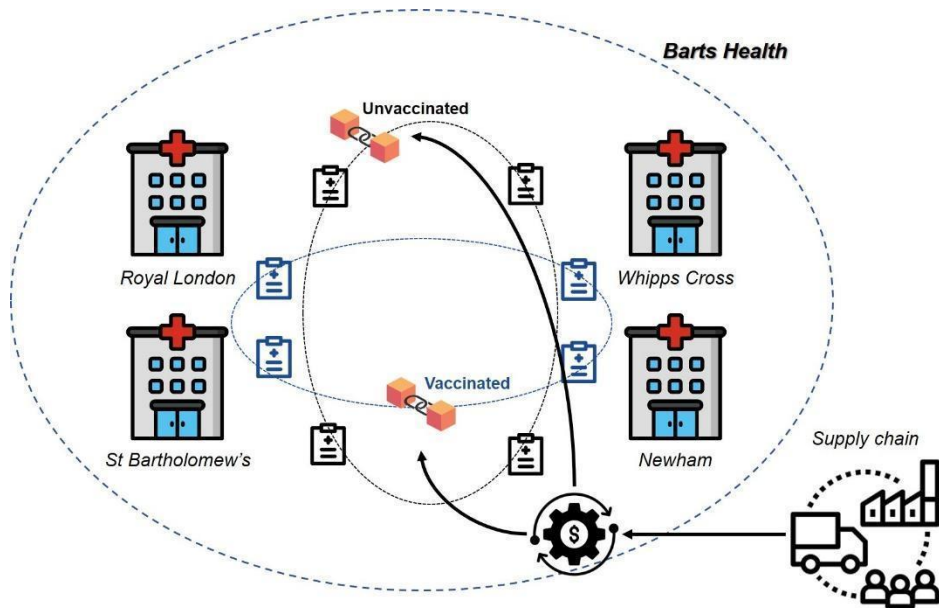 Barts Health
Unvaccinated
Royal London
Whipps Cross
Vaccinated
St Bartholomew's
Newham
Supply chain
$